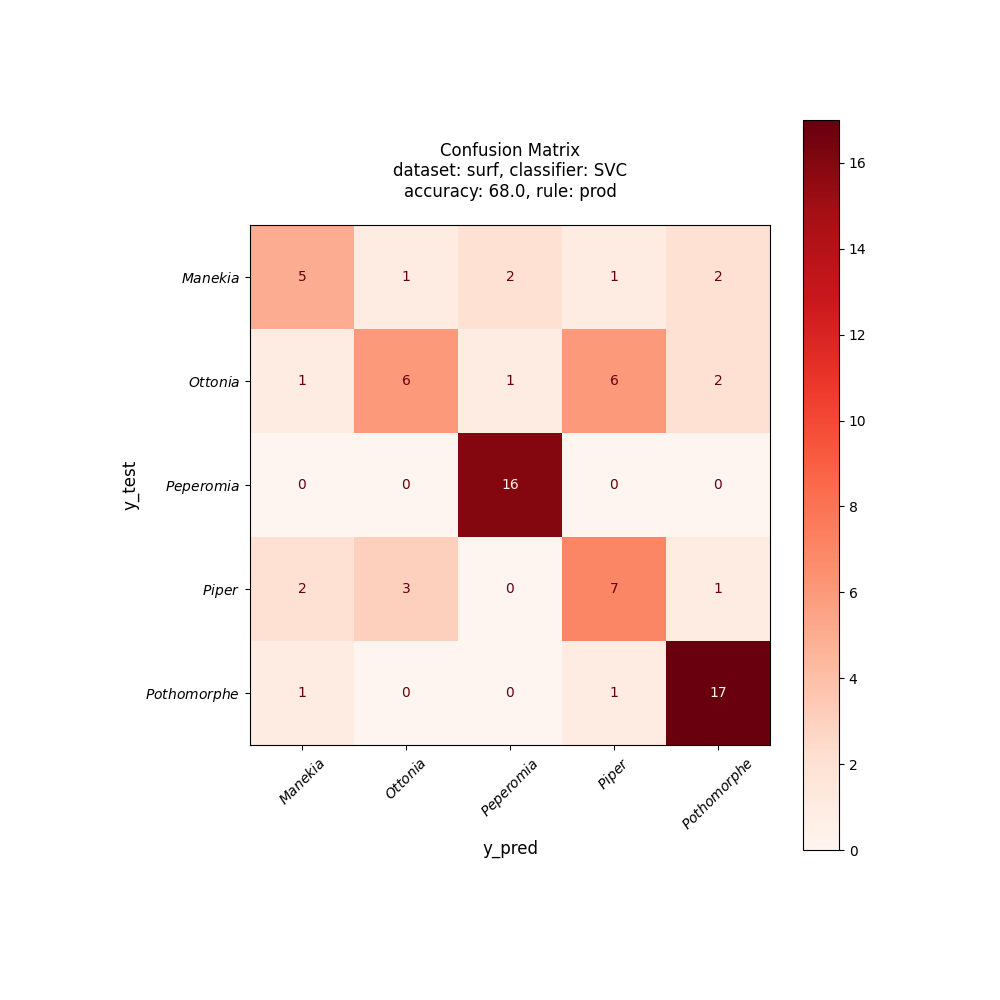 Confusion Matrix
dataset: surf, classifier: SVC
accuracy: 68.0, rule: prod
Manekia 5 1 2 1 2
Ottonia 1 6 1 6 2
Peperomia 0 0 16 0 0
Piper 2 3 0 7 1
Pothomorphe 1 0 0 1 17
y_test
Manekia Ottonia Peperomia Piper Pothomorphe
y_pred
16
14
12
10
8
6
4
2
0